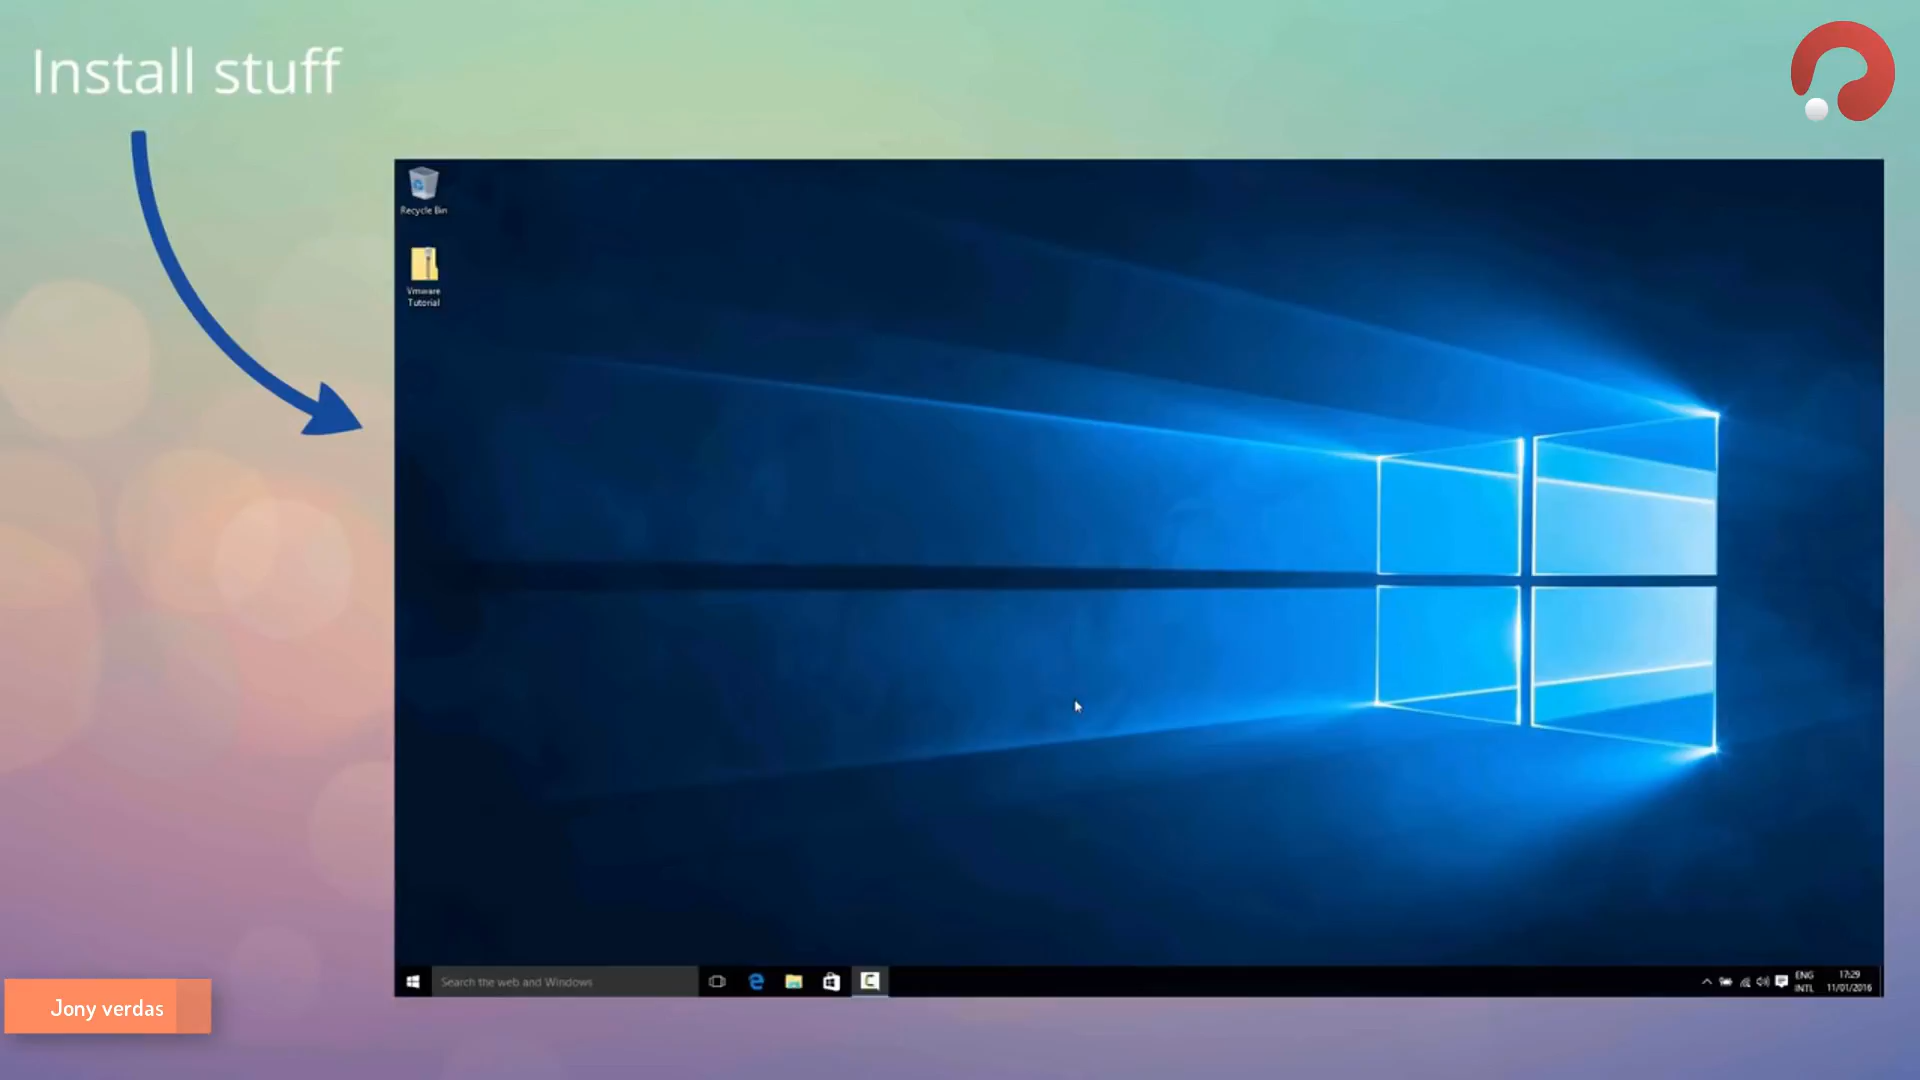 Install stuff
Recycle Bin
Vmware
Tutorial
Search the web and Windows
ENG
INTL
17:29
11/01/2016
Jony verdas